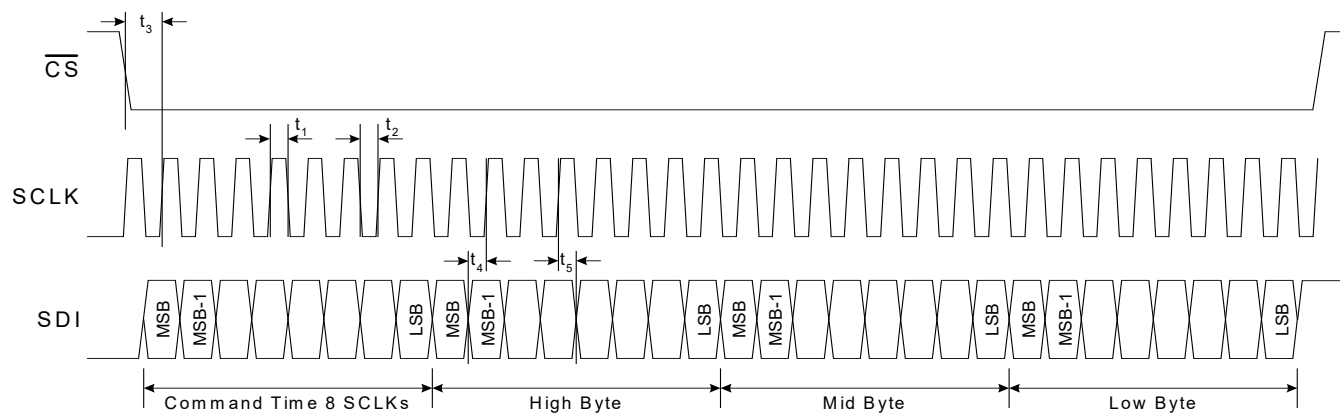 t3
CS
t1
t2
SCLK
t4
t5
SDI
MSB
MSB-1
LSB
MSB
MSB-1
LSB
MSB
MSB-1
LSB
MSB
MSB-1
LSB
Command Time 8 SCLKs
High Byte
Mid Byte
Low Byte